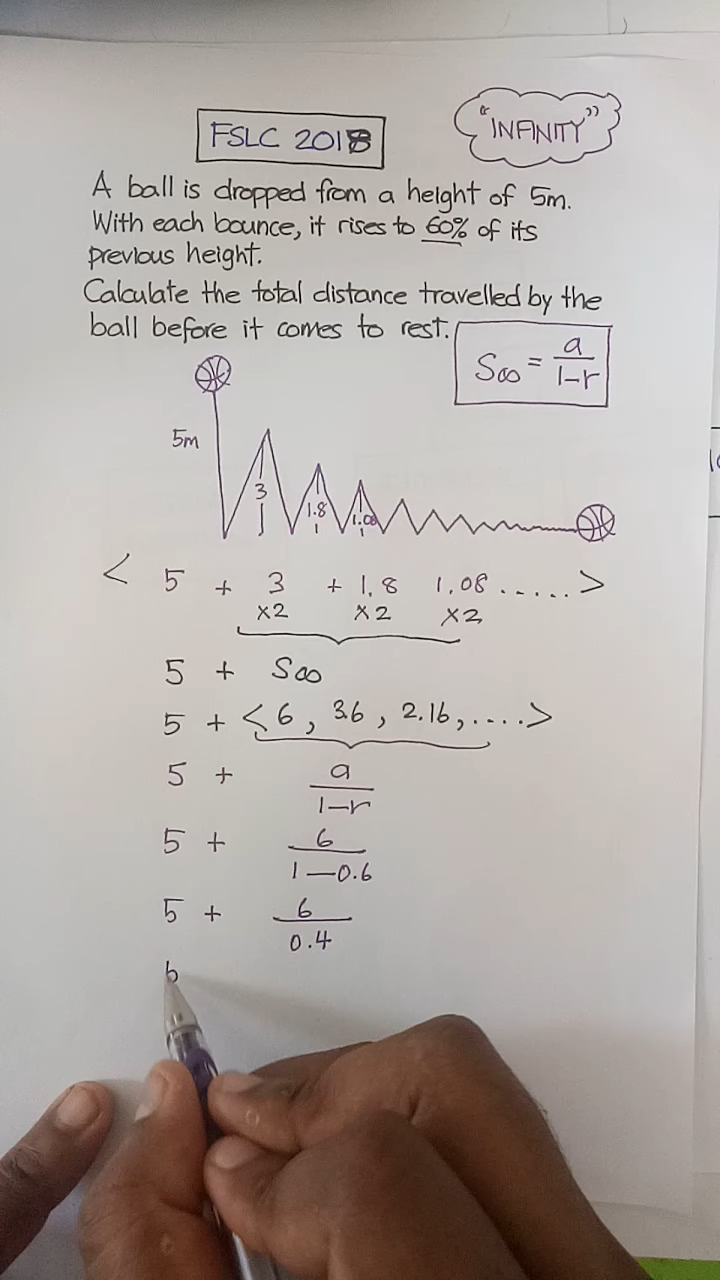 FSLC 2018
"INFINITY"
A ball is dropped from a height of 5m.
With each bounce, it rises to 60% of its
previous height.
Calculate the total distance travelled by the
ball before it comes to rest.
S∞ = a/1-r
5m
3
1.8
1.08
< 5 + 3 + 1.8 1.08 ..... >
x2 x2 x2
5 + S∞
5 + <6, 3.6, 2.16, ....>
5 + a/1-r
5 + 6/1-0.6
5 + 6/0.4